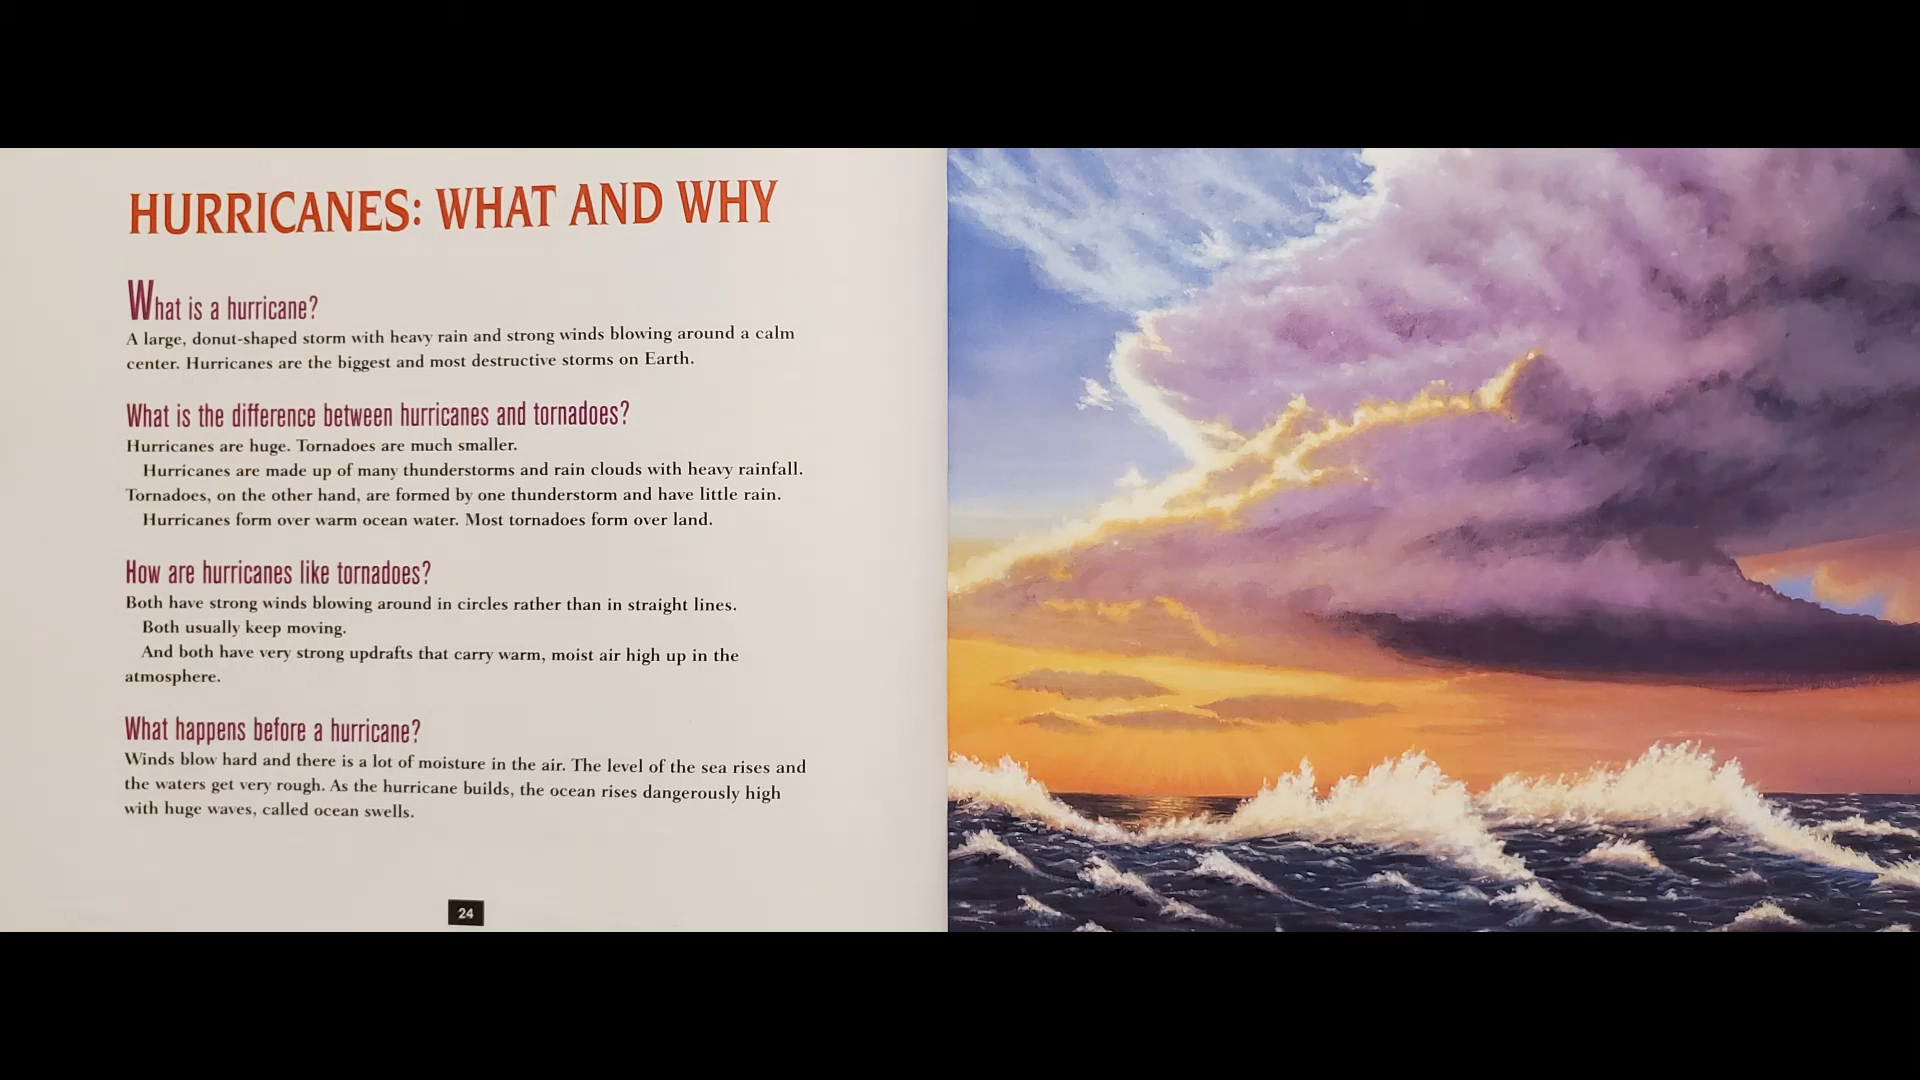 HURRICANES: WHAT AND WHY
What is a hurricane?
A large, donut-shaped storm with heavy rain and strong winds blowing around a calm
center. Hurricanes are the biggest and most destructive storms on Earth.
What is the difference between hurricanes and tornadoes?
Hurricanes are huge. Tornadoes are much smaller.
Hurricanes are made up of many thunderstorms and rain clouds with heavy rainfall.
Tornadoes, on the other hand, are formed by one thunderstorm and have little rain.
Hurricanes form over warm ocean water. Most tornadoes form over land.
How are hurricanes like tornadoes?
Both have strong winds blowing around in circles rather than in straight lines.
Both usually keep moving.
And both have very strong updrafts that carry warm, moist air high up in the
atmosphere.
What happens before a hurricane?
Winds blow hard and there is a lot of moisture in the air. The level of the sea rises and
the waters get very rough. As the hurricane builds, the ocean rises dangerously high
with huge waves, called ocean swells.
24